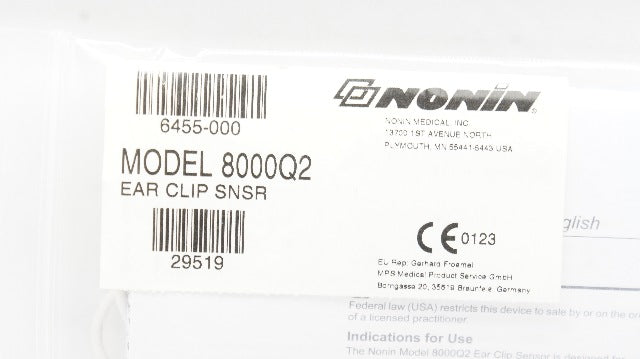 6455-000
MODEL 8000Q2
EAR CLIP SNSR
29519
NONIN®
NONIN MEDICAL, INC.
13700 1ST AVENUE NORTH
PLYMOUTH, MN 55441-5443 USA
CE 0123
EU Rep: Gerhard Froemel
MPS Medical Product Service GmbH
Borngasse 20, 35619 Braunfels, Germany
glish
Federal law (USA) restricts this device to sale by or on the
of a licensed practitioner.
Indications for Use
The Nonin Model 8000Q2 Ear Clip Sensor is designed